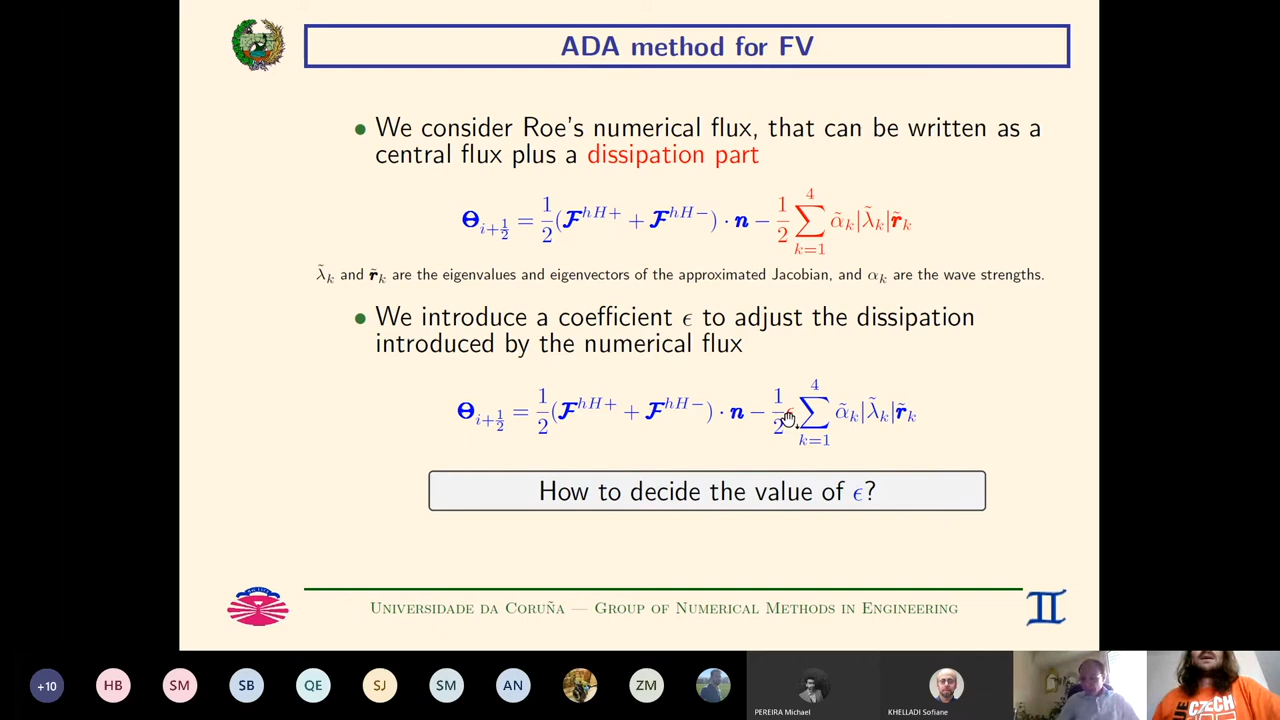 ADA method for FV
• We consider Roe's numerical flux, that can be written as a
central flux plus a dissipation part
Θ_{i+1/2} = 1/2(𝓕^{hH+} + 𝓕^{hH−}) · n − 1/2 ∑_{k=1}^{4} α̃_k|λ̃_k|r̃_k
λ̃_k and r̃_k are the eigenvalues and eigenvectors of the approximated Jacobian, and α_k are the wave strengths.
• We introduce a coefficient ϵ to adjust the dissipation
introduced by the numerical flux
Θ_{i+1/2} = 1/2(𝓕^{hH+} + 𝓕^{hH−}) · n − 1/2 ϵ ∑_{k=1}^{4} α̃_k|λ̃_k|r̃_k
How to decide the value of ϵ?
Universidade da Coruña — Group of Numerical Methods in Engineering
+10 HB SM SB QE SJ SM AN ZM
PEREIRA Michael KHELLADI Sofiane
CZECH